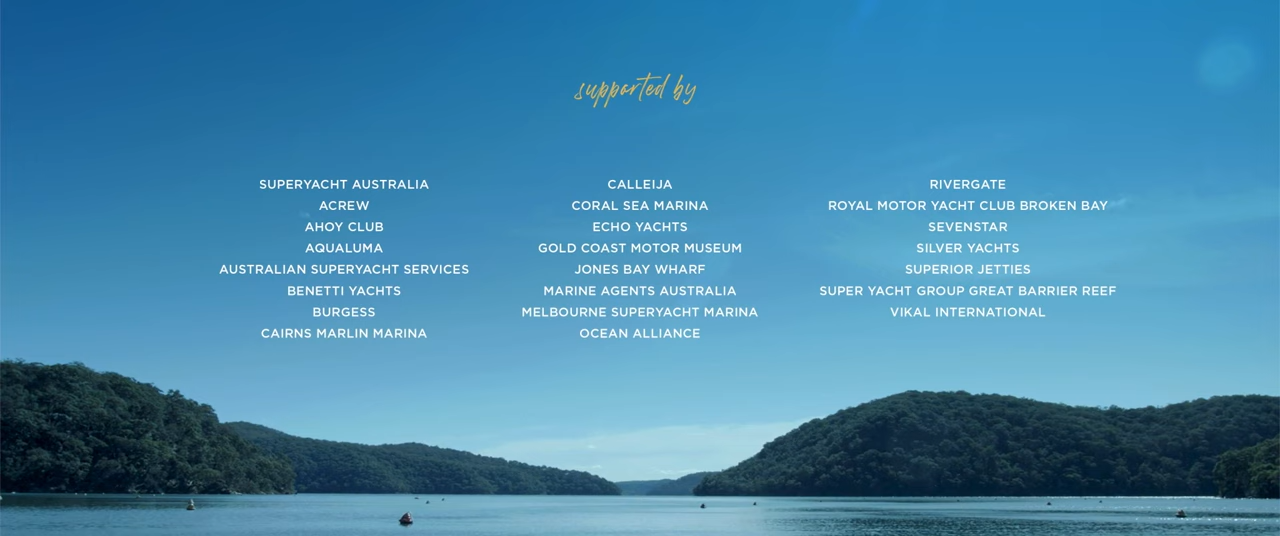 supported by
SUPERYACHT AUSTRALIA
ACREW
AHOY CLUB
AQUALUMA
AUSTRALIAN SUPERYACHT SERVICES
BENETTI YACHTS
BURGESS
CAIRNS MARLIN MARINA
CALLEIJA
CORAL SEA MARINA
ECHO YACHTS
GOLD COAST MOTOR MUSEUM
JONES BAY WHARF
MARINE AGENTS AUSTRALIA
MELBOURNE SUPERYACHT MARINA
OCEAN ALLIANCE
RIVERGATE
ROYAL MOTOR YACHT CLUB BROKEN BAY
SEVENSTAR
SILVER YACHTS
SUPERIOR JETTIES
SUPER YACHT GROUP GREAT BARRIER REEF
VIKAL INTERNATIONAL